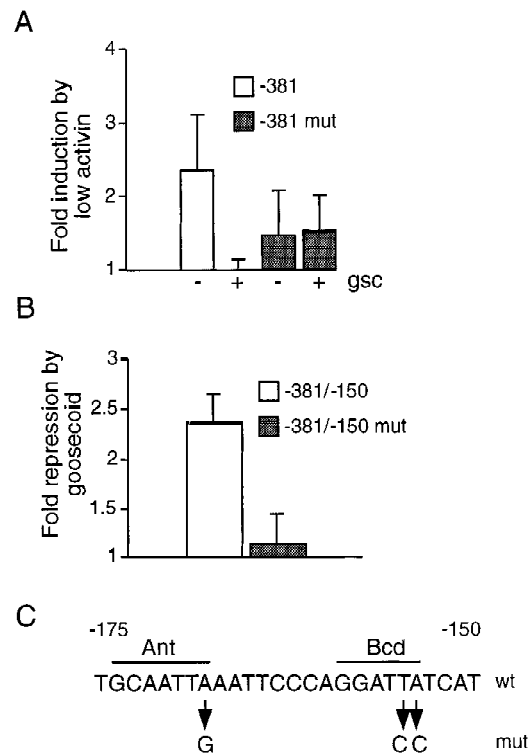 A
Fold induction by
low activin
4
3
2
1
-381
-381 mut
- + - + gsc
B
Fold repression by
goosecoid
3
2.5
2
1.5
1
-381/-150
-381/-150 mut
C
-175 -150
Ant Bcd
TGCAATTAAATTCCCAGGATTATCAT wt
G CC mut